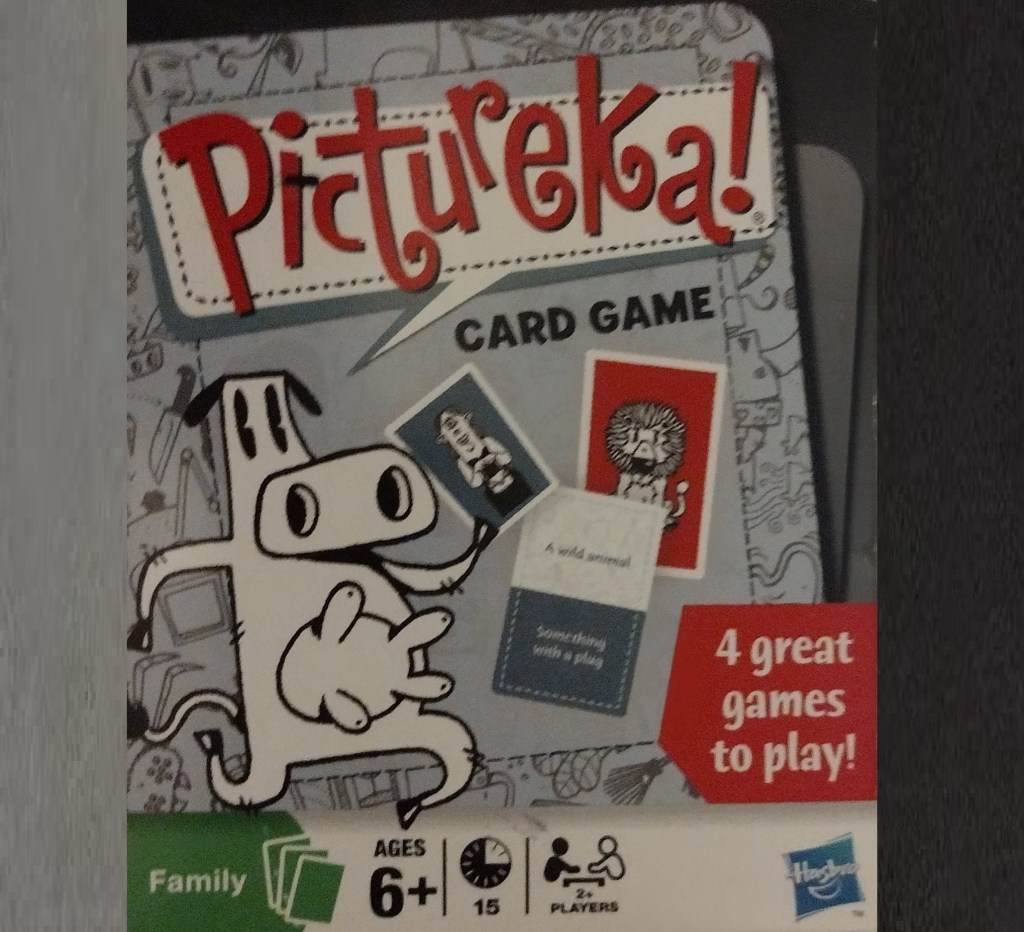 Pictureka!®
CARD GAME
A wild animal
Something
with a plug
4 great
games
to play!
Family
AGES
6+
15
2+
PLAYERS
Hasbro
TM